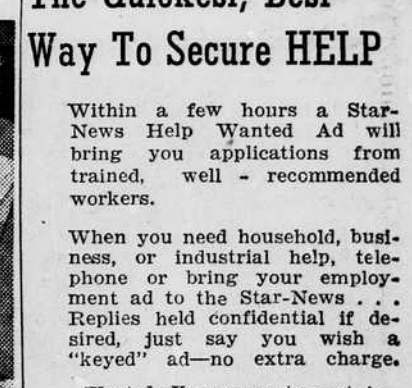 The Quickest, Best
Way To Secure HELP
Within a few hours a Star-
News Help Wanted Ad will
bring you applications from
trained, well - recommended
workers.
When you need household, busi-
ness, or industrial help, tele-
phone or bring your employ-
ment ad to the Star-News . . .
Replies held confidential if de-
sired, just say you wish a
"keyed" ad—no extra charge.